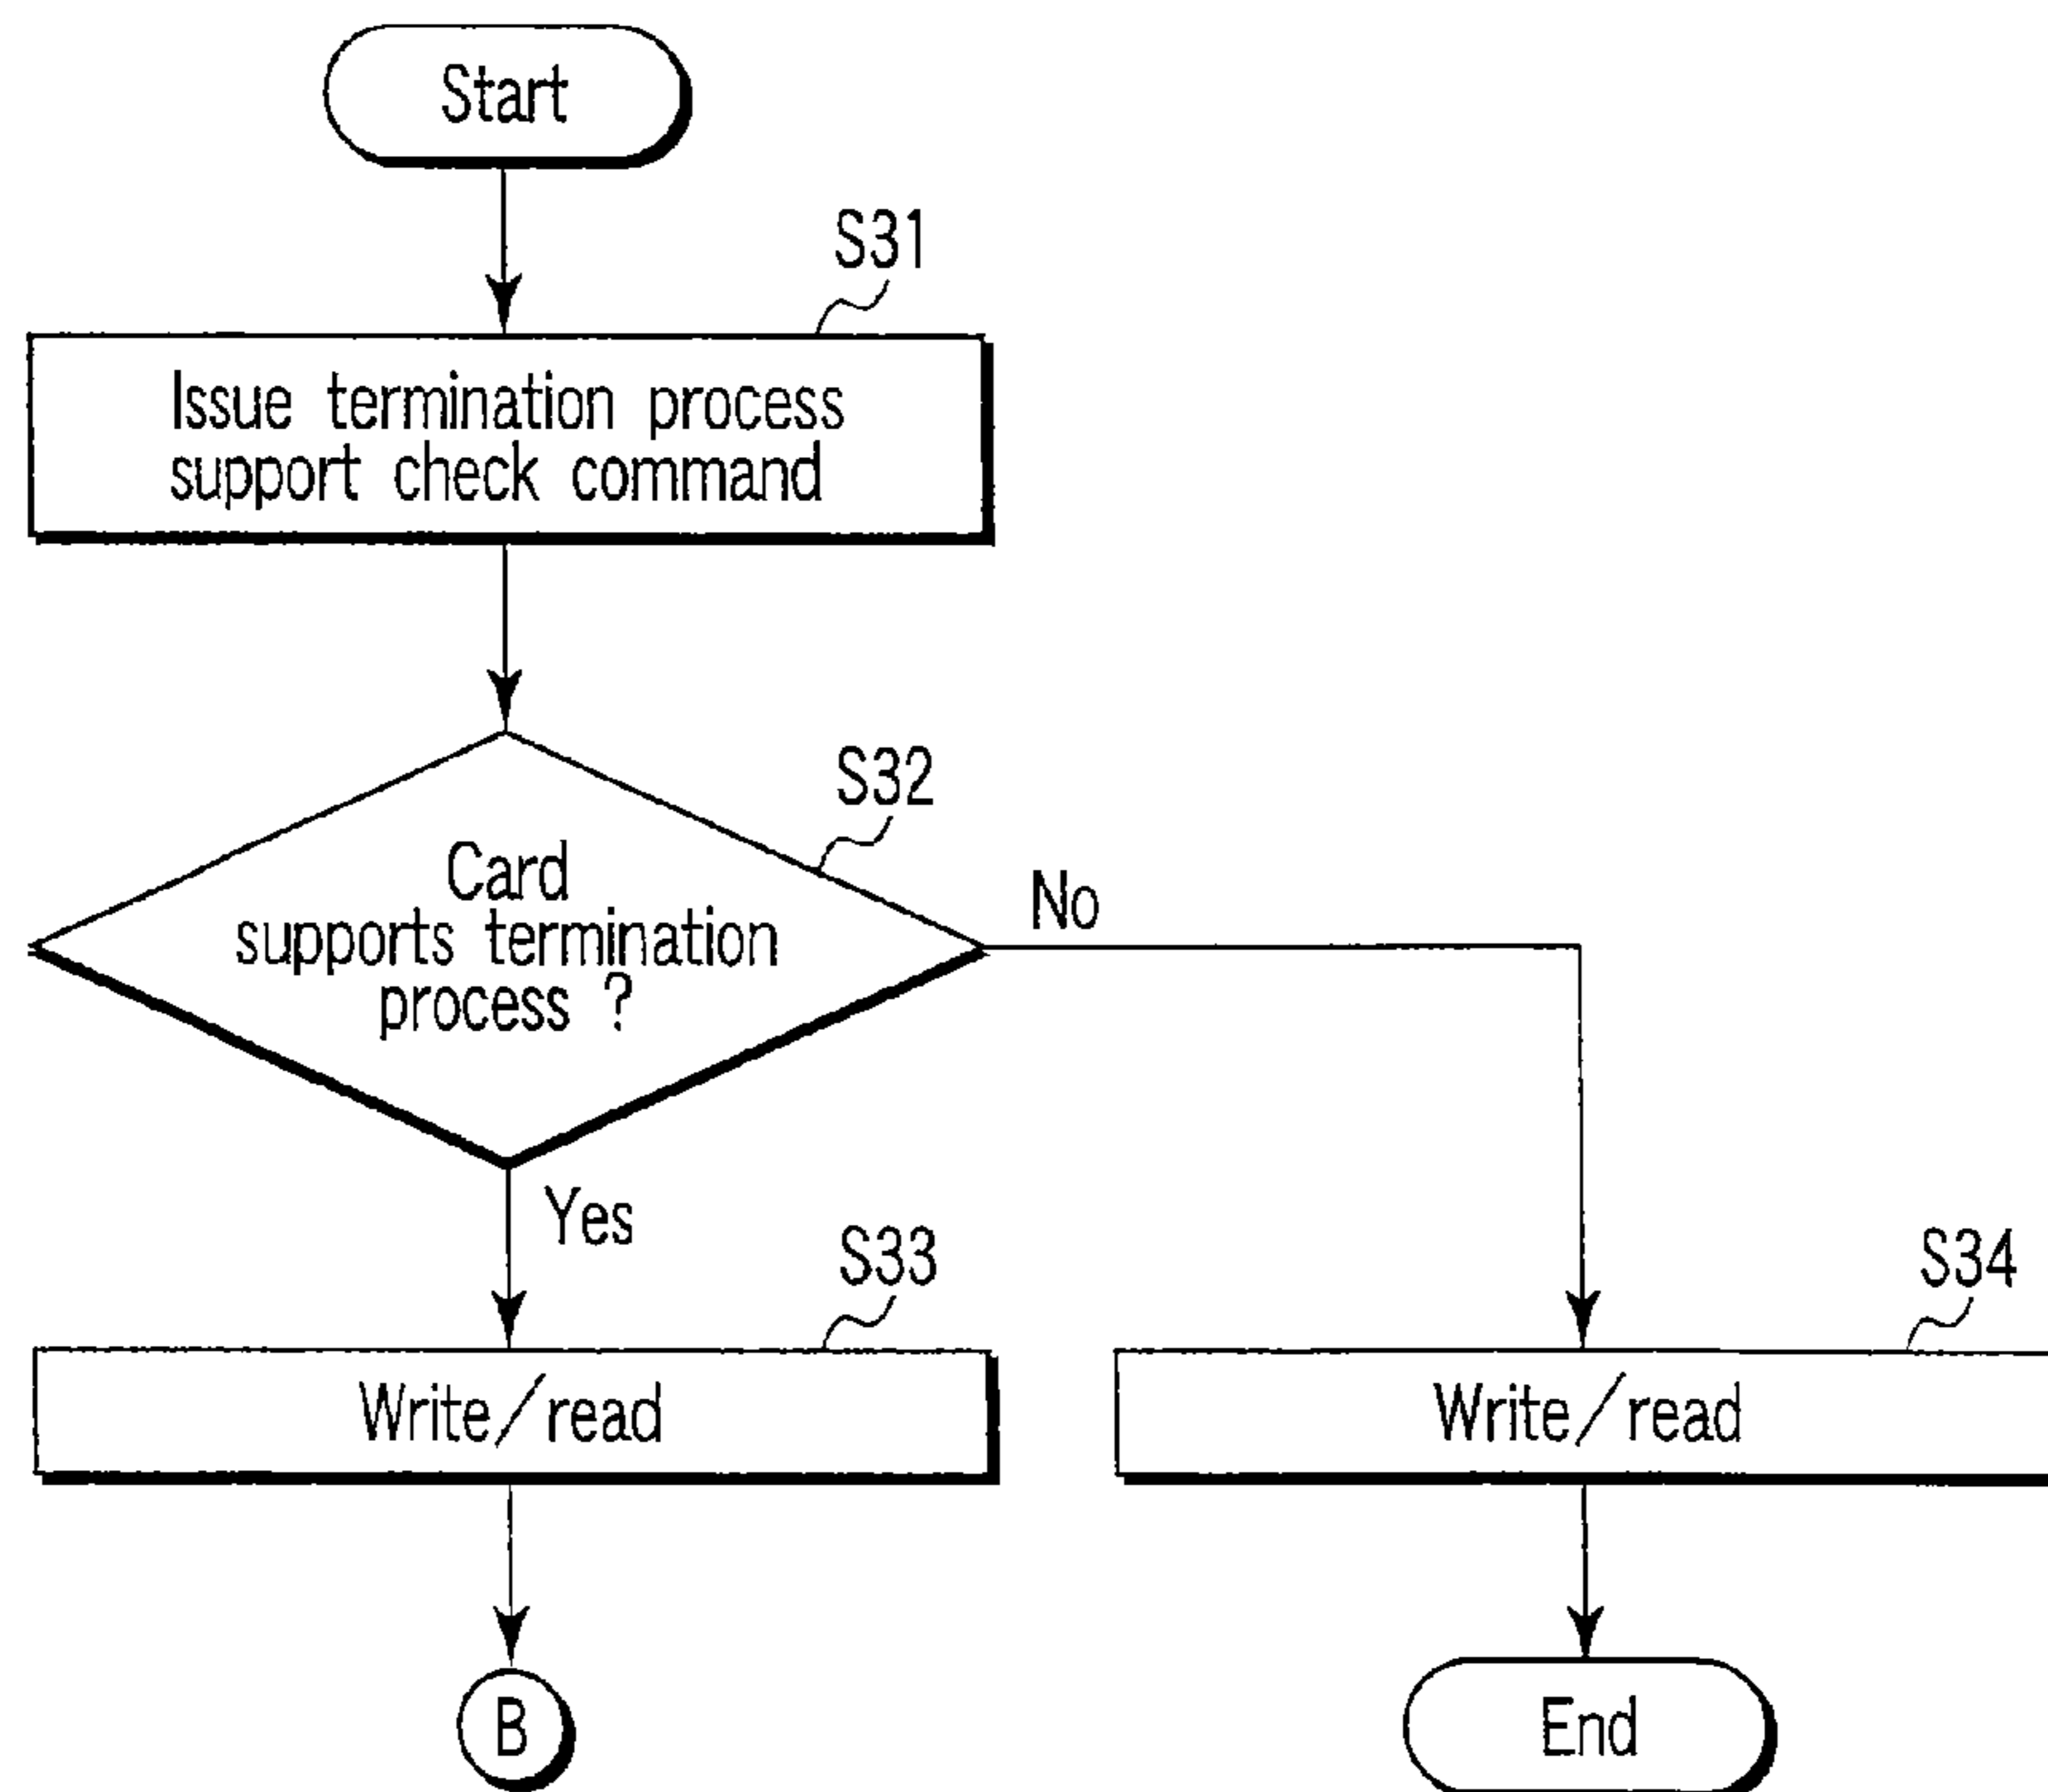 Start
S31
Issue termination process
support check command
S32
Card
supports termination
process ?
No
Yes
S33
Write/read
S34
Write/read
B
End